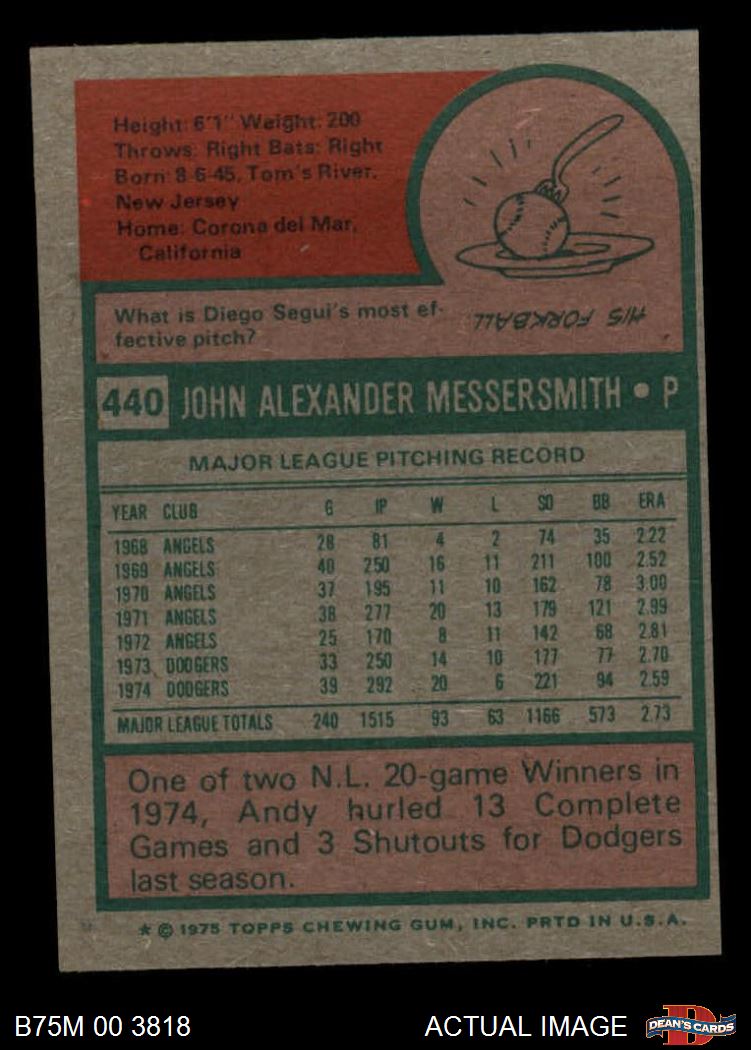 Height: 6'1" Weight: 200
Throws: Right Bats: Right
Born: 8-6-45, Tom's River,
New Jersey
Home: Corona del Mar,
California
What is Diego Segui's most ef-
fective pitch?
HIS FORKBALL
440 JOHN ALEXANDER MESSERSMITH • P
MAJOR LEAGUE PITCHING RECORD
YEAR CLUB G IP W L SO BB ERA
1968 ANGELS 28 81 4 2 74 35 2.22
1969 ANGELS 40 250 16 11 211 100 2.52
1970 ANGELS 37 195 11 10 162 78 3.00
1971 ANGELS 38 277 20 13 179 121 2.99
1972 ANGELS 25 170 8 11 142 68 2.81
1973 DODGERS 33 250 14 10 177 77 2.70
1974 DODGERS 39 292 20 6 221 94 2.59
MAJOR LEAGUE TOTALS 240 1515 93 63 1166 573 2.73
One of two N.L. 20-game Winners in
1974, Andy hurled 13 Complete
Games and 3 Shutouts for Dodgers
last season.
* © 1975 TOPPS CHEWING GUM, INC. PRTD IN U.S.A.
B75M 00 3818 ACTUAL IMAGE D DEAN'S CARDS